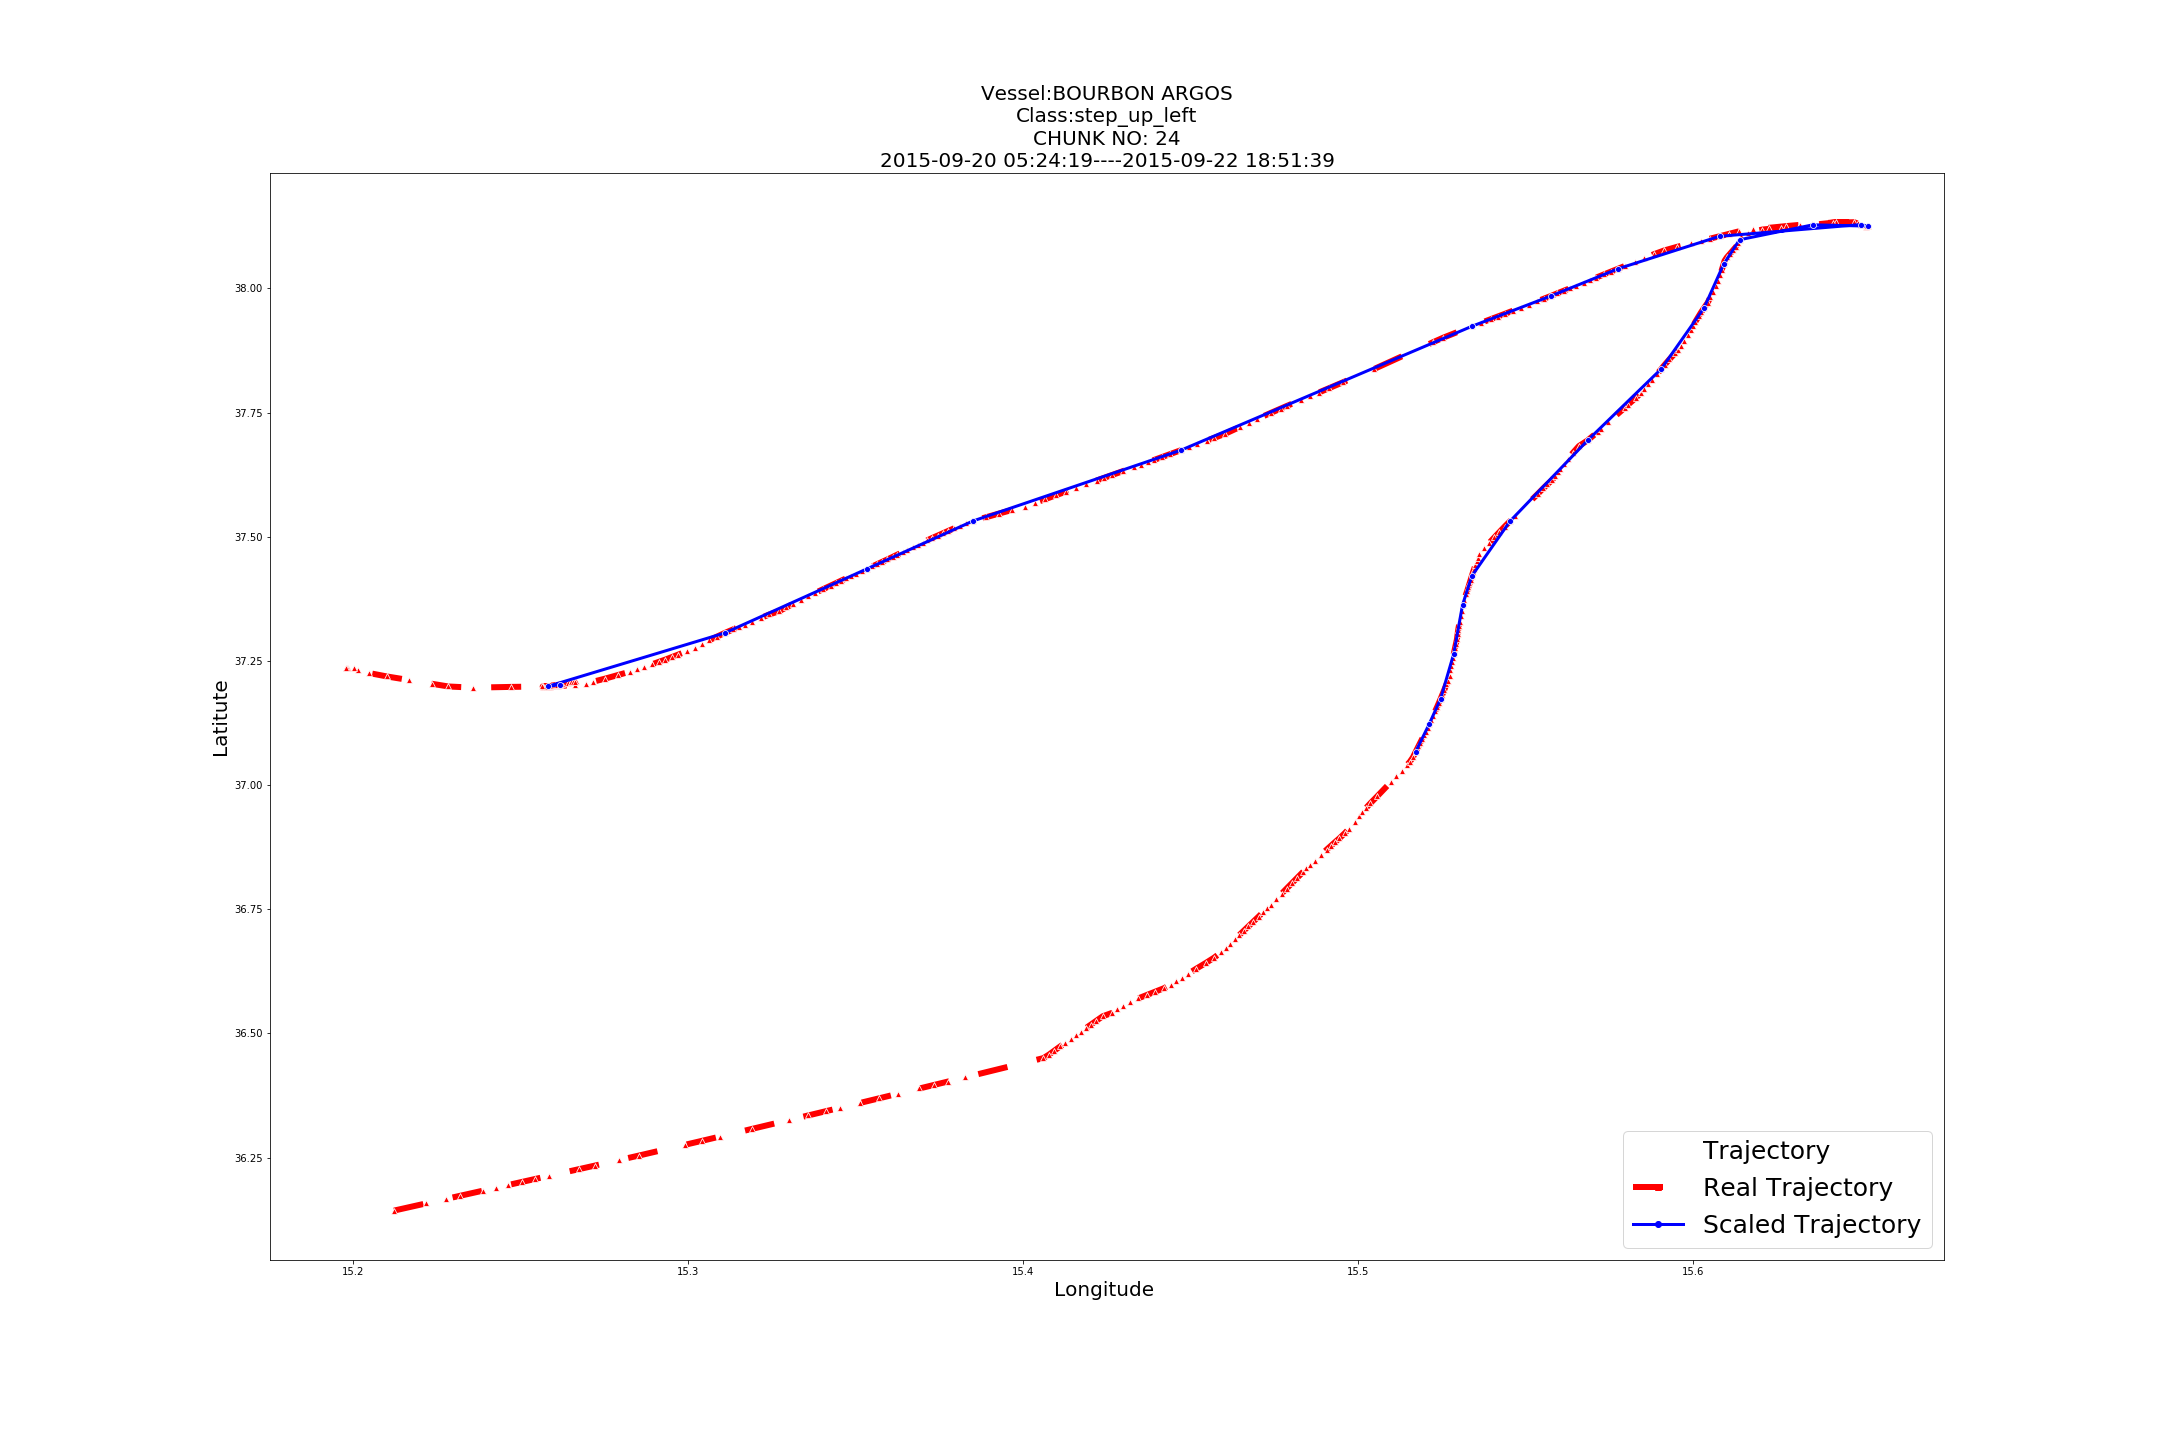 Vessel:BOURBON ARGOS
Class:step_up_left
CHUNK NO: 24
2015-09-20 05:24:19----2015-09-22 18:51:39
Latitute
38.00
37.75
37.50
37.25
37.00
36.75
36.50
36.25
15.2
15.3
15.4
15.5
15.6
Longitude
Trajectory
Real Trajectory
Scaled Trajectory